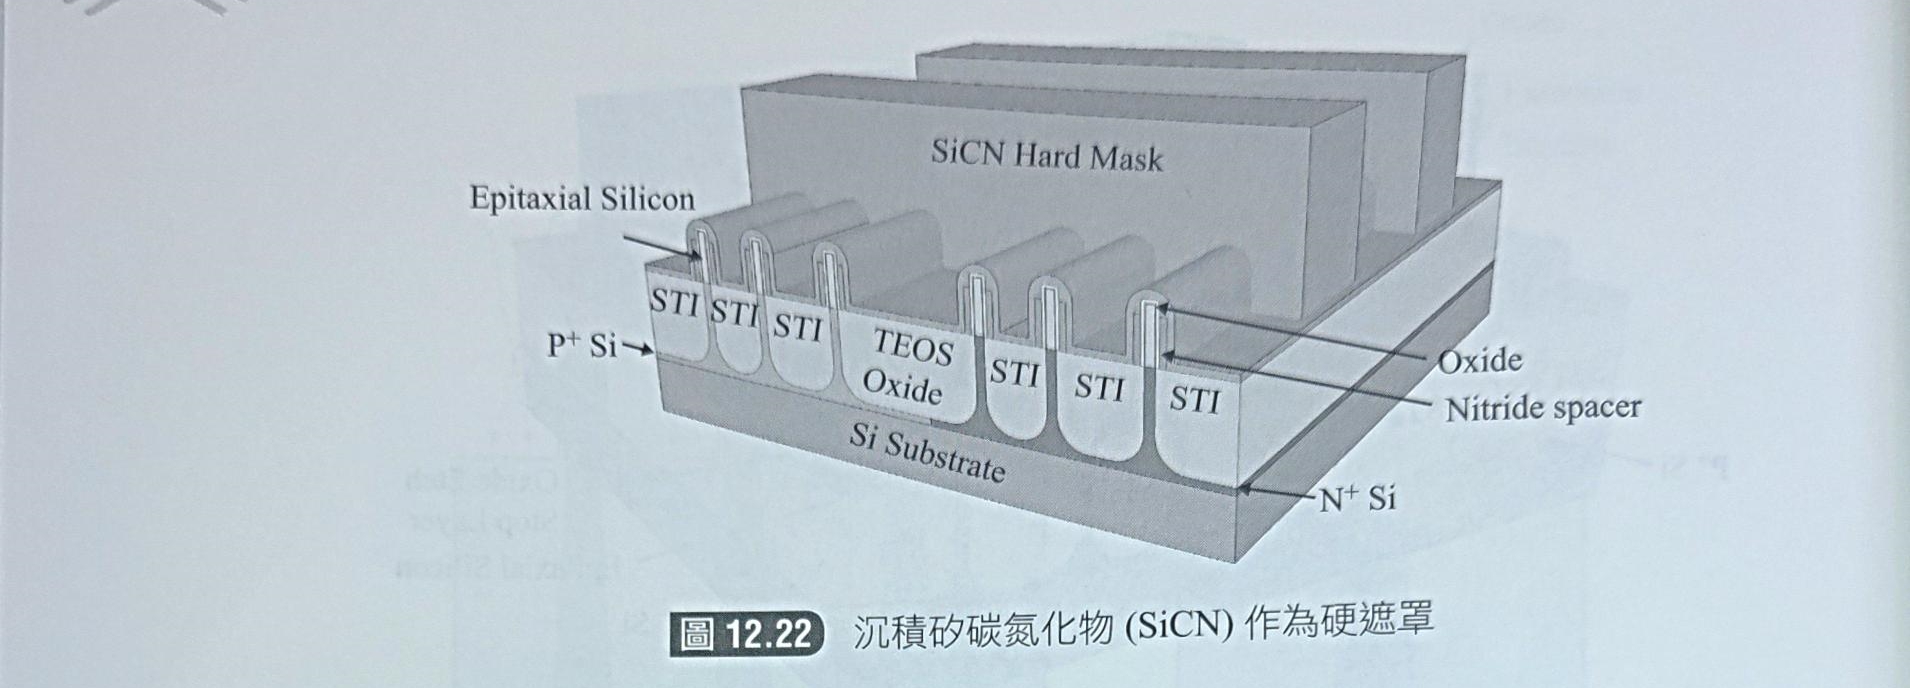 SiCN Hard Mask
Epitaxial Silicon
STI STI STI
TEOS
Oxide
STI STI STI
P⁺ Si
Oxide
Nitride spacer
Si Substrate
N⁺ Si
圖 12.22 沉積矽碳氮化物 (SiCN) 作為硬遮罩